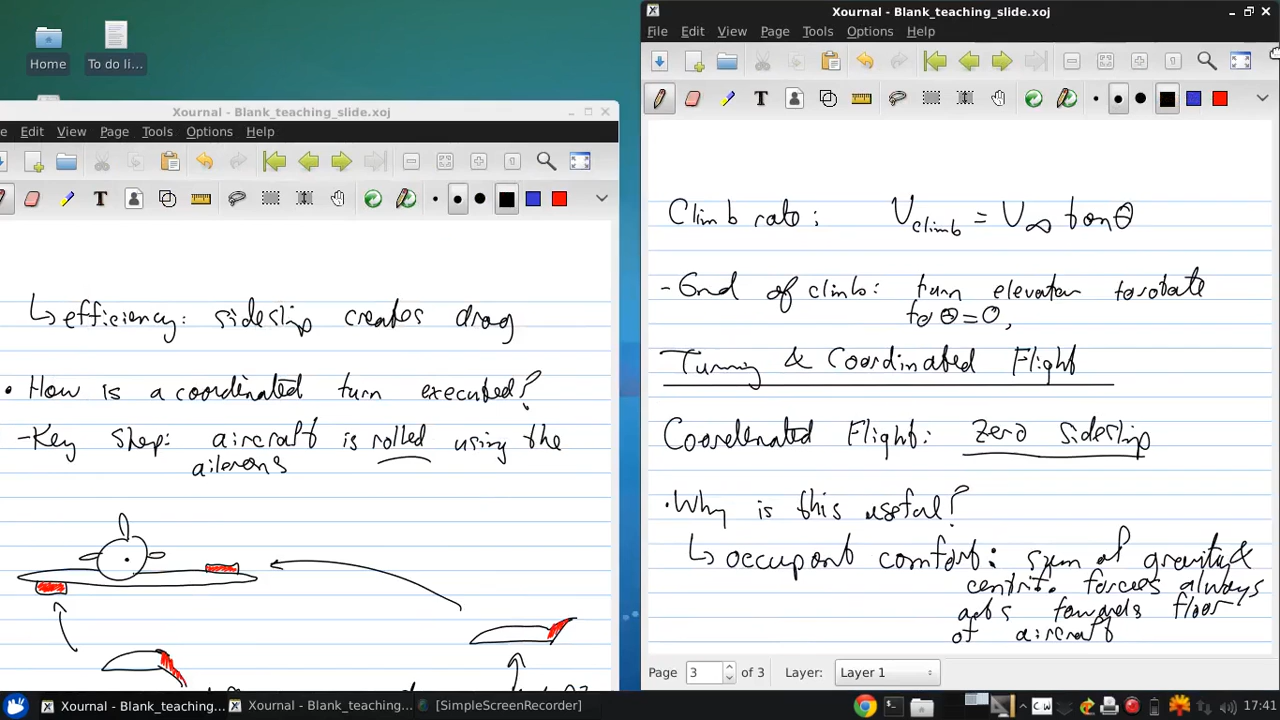 Home
To do li...
Xournal - Blank_teaching_slide.xoj
e Edit View Page Tools Options Help
↳ efficiency: sideslip creates drag
• How is a coordinated turn executed?
- Key step: aircraft is rolled using the
ailerons
Xournal - Blank_teaching_slide.xoj
File Edit View Page Tools Options Help
Climb rate: Vclimb = V∞ tanθ
- End of climb: turn elevator to rotate
to θ = 0,
Turning & Coordinated Flight
Coordenated Flight: Zero sideslip
• Why is this useful?
↳ occupant comfort: sum of gravity &
centrif. forces always
acts towards floor
of aircraft
Page 3 of 3 Layer: Layer 1
Xournal - Blank_teaching...
Xournal - Blank_teaching...
[SimpleScreenRecorder]
CW
17:41